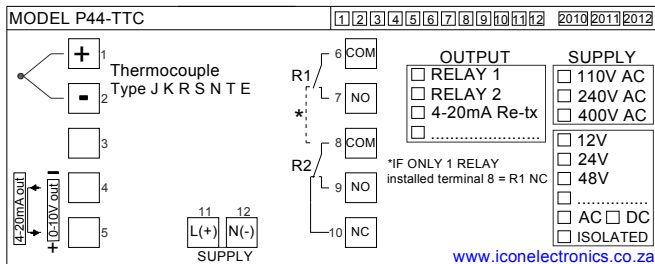 MODEL P44-TTC
1 2 3 4 5 6 7 8 9 10 11 12 2010 2011 2012
+ 1
- 2
Thermocouple
Type J K R S N T E
3
4
5
4-20mA out
0-10V out
- +
11 12
L(+) N(-)
SUPPLY
R1
6 COM
7 NO
*
R2
8 COM
9 NO
10 NC
OUTPUT
RELAY 1
RELAY 2
4-20mA Re-tx
...................
*IF ONLY 1 RELAY
installed terminal 8 = R1 NC
SUPPLY
110V AC
240V AC
400V AC
12V
24V
48V
...............
AC DC
ISOLATED
www.iconelectronics.co.za